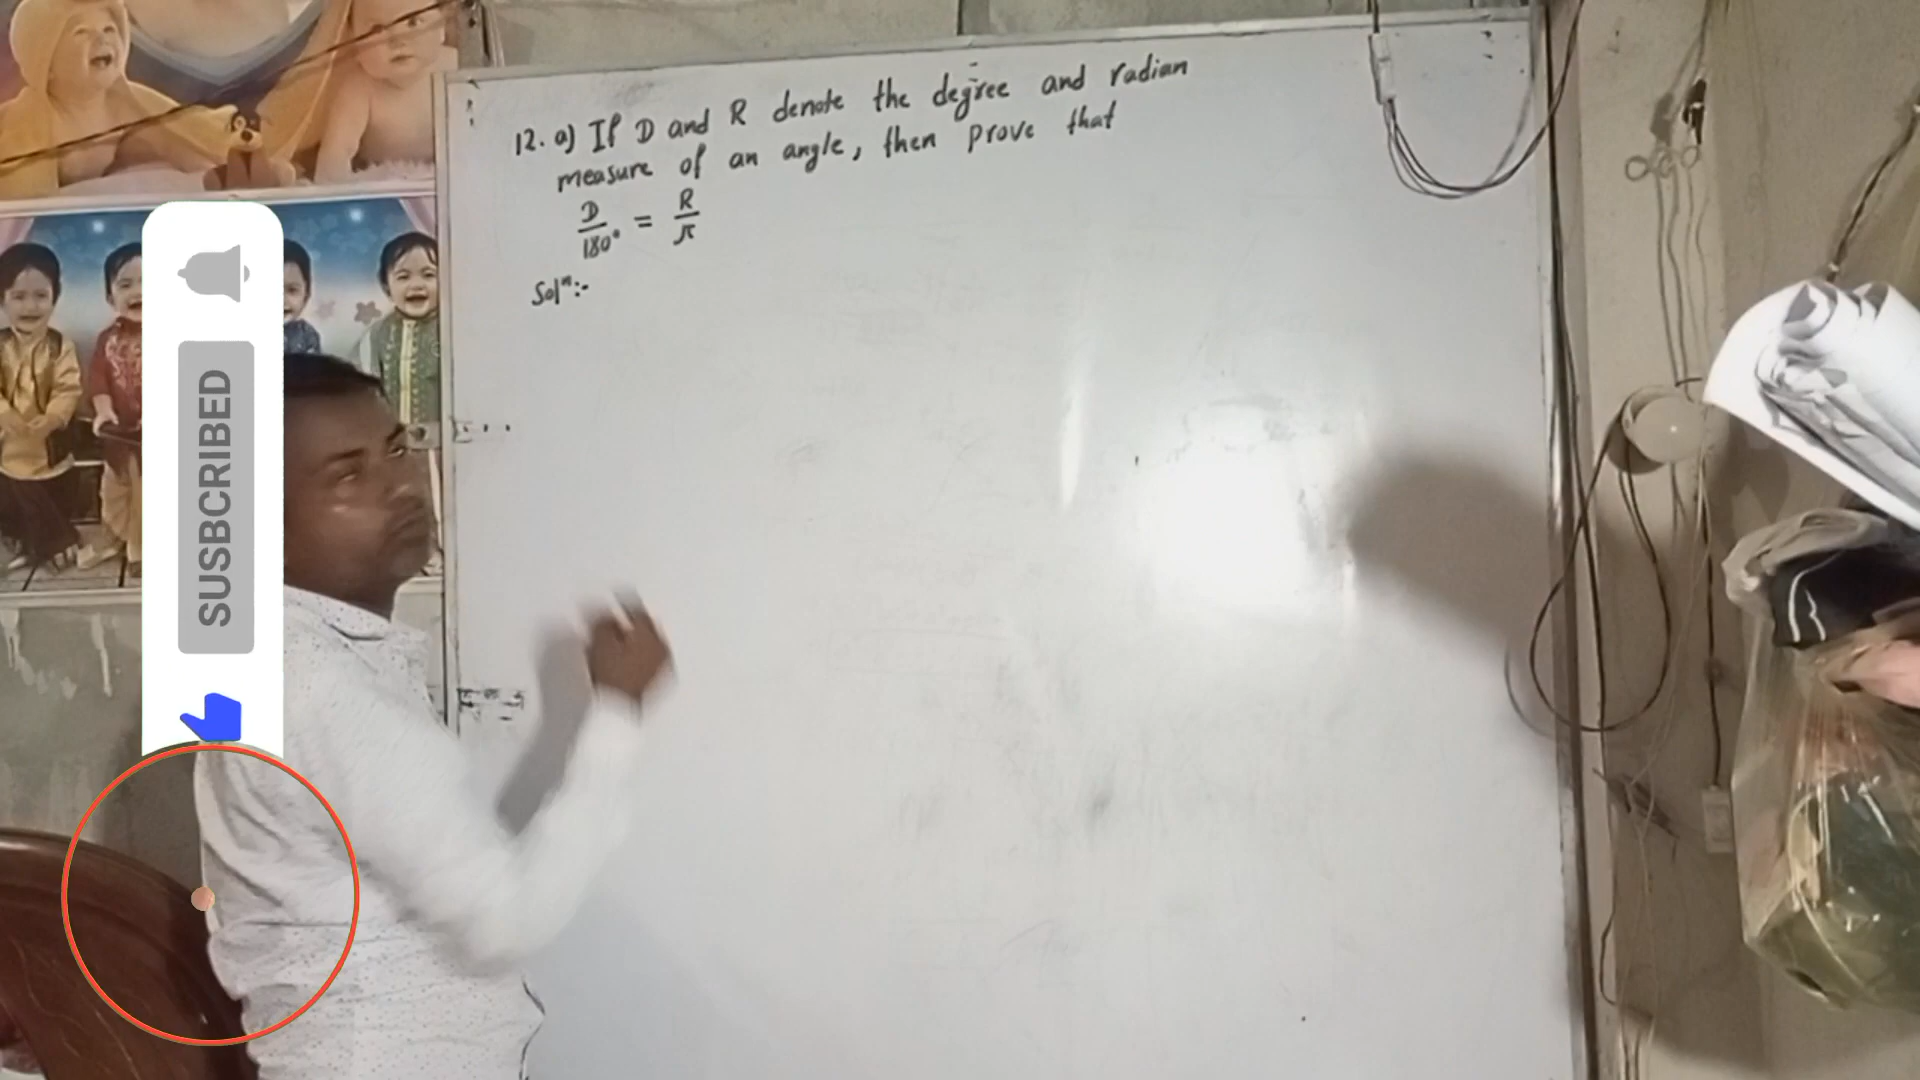 12. a) If D and R denote the degree and radian
measure of an angle, then prove that
D/180° = R/π
Solⁿ:-
SUSBCRIBED